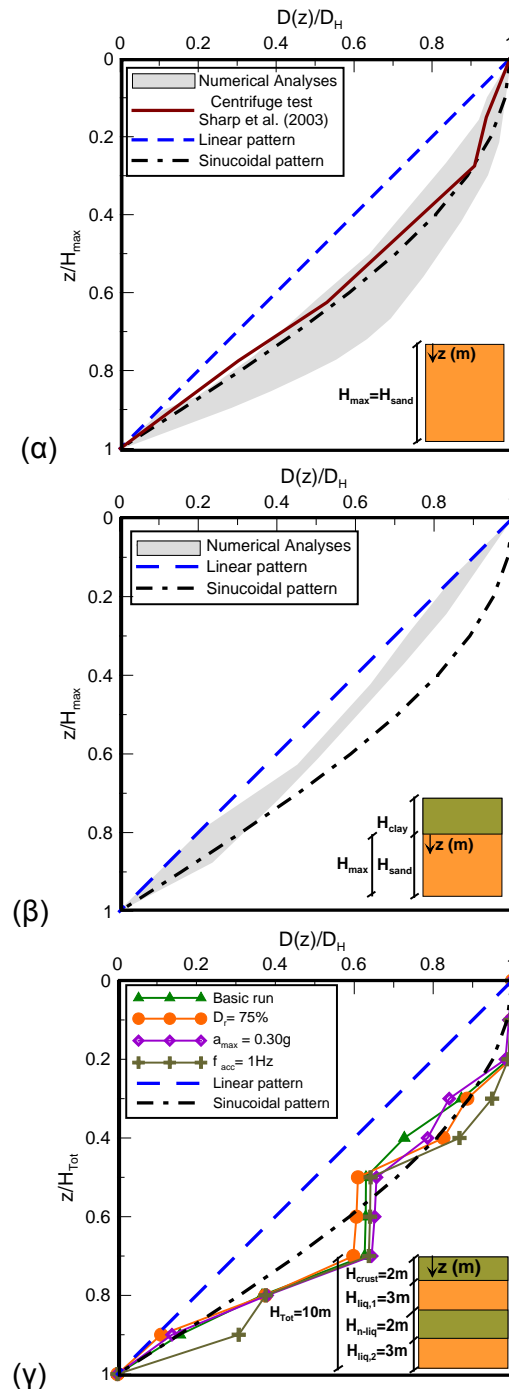 D(z)/D_H
0 0.2 0.4 0.6 0.8 1
0
0.2
0.4
0.6
0.8
1
z/H_max
Numerical Analyses
Centrifuge test
Sharp et al. (2003)
Linear pattern
Sinucoidal pattern
z (m)
H_max=H_sand
(α)
D(z)/D_H
0 0.2 0.4 0.6 0.8 1
0
0.2
0.4
0.6
0.8
1
z/H_max
Numerical Analyses
Linear pattern
Sinucoidal pattern
H_clay
z (m)
H_max H_sand
(β)
D(z)/D_H
0 0.2 0.4 0.6 0.8 1
0
0.2
0.4
0.6
0.8
1
z/H_Tot
Basic run
D_r= 75%
a_max = 0.30g
f_acc= 1Hz
Linear pattern
Sinucoidal pattern
H_crust=2m z (m)
H_liq,1=3m
H_Tot=10m
H_n-liq=2m
H_liq,2=3m
(γ)